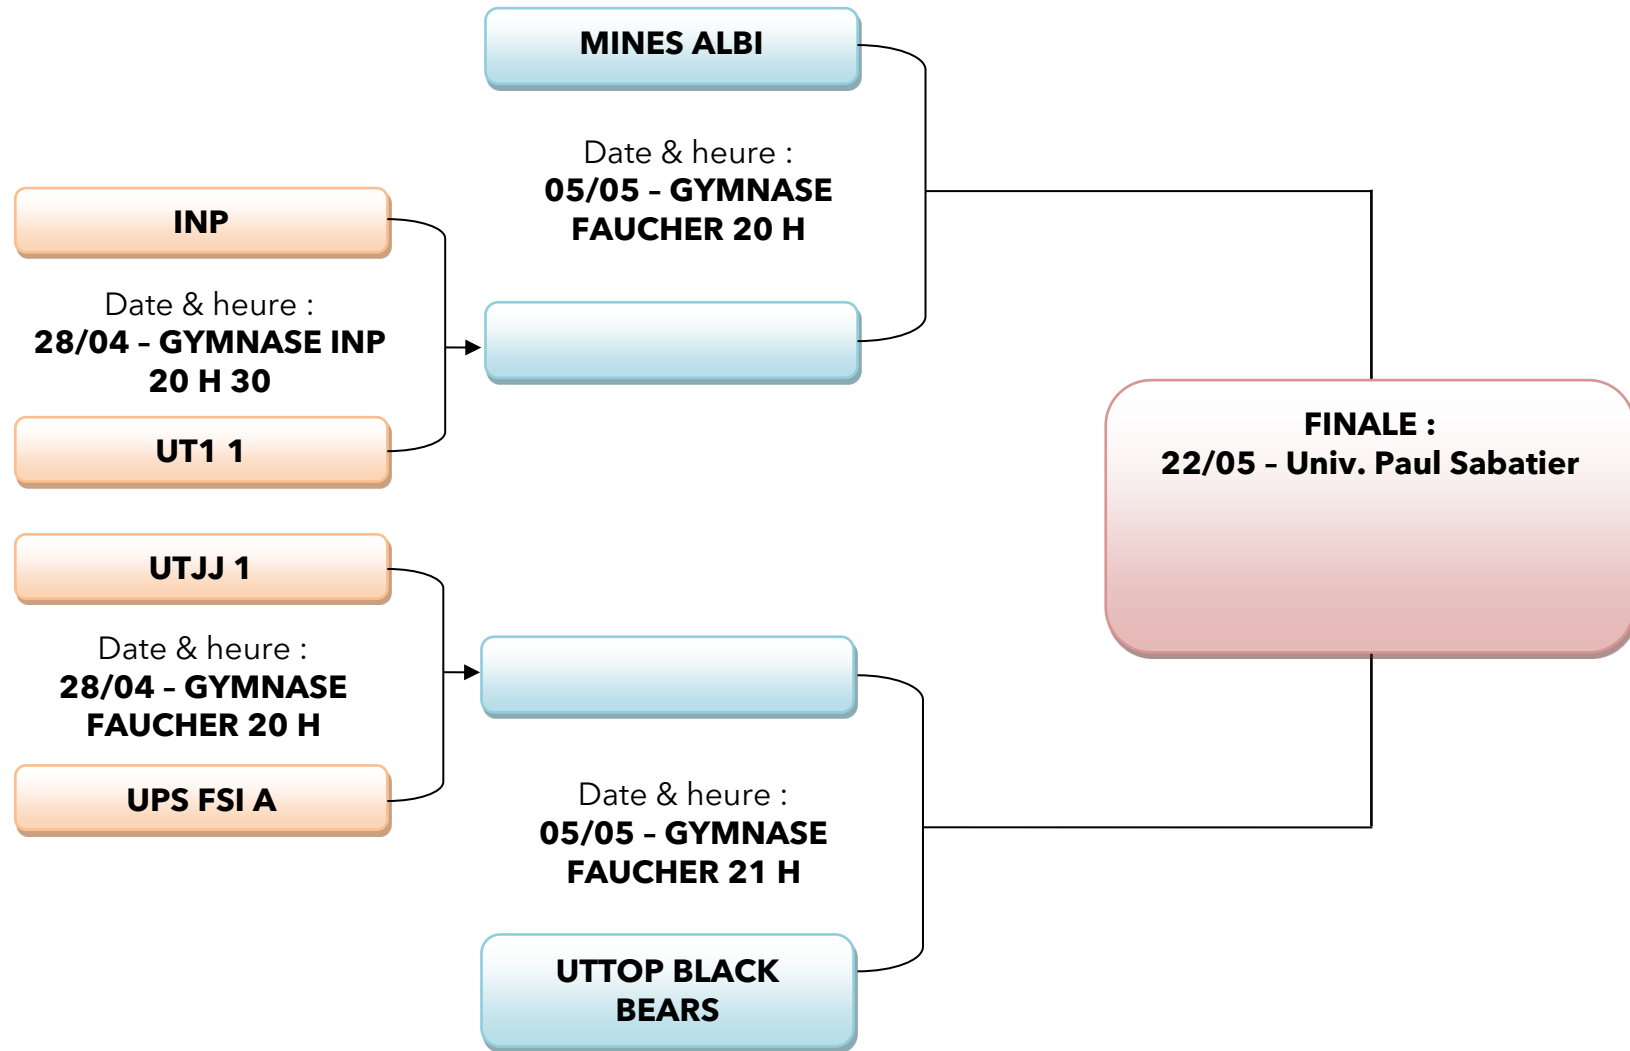 MINES ALBI
Date & heure :
05/05 – GYMNASE
FAUCHER 20 H
INP
Date & heure :
28/04 – GYMNASE INP
20 H 30
UT1 1
FINALE :
22/05 – Univ. Paul Sabatier
UTJJ 1
Date & heure :
28/04 – GYMNASE
FAUCHER 20 H
UPS FSI A
Date & heure :
05/05 – GYMNASE
FAUCHER 21 H
UTTOP BLACK
BEARS